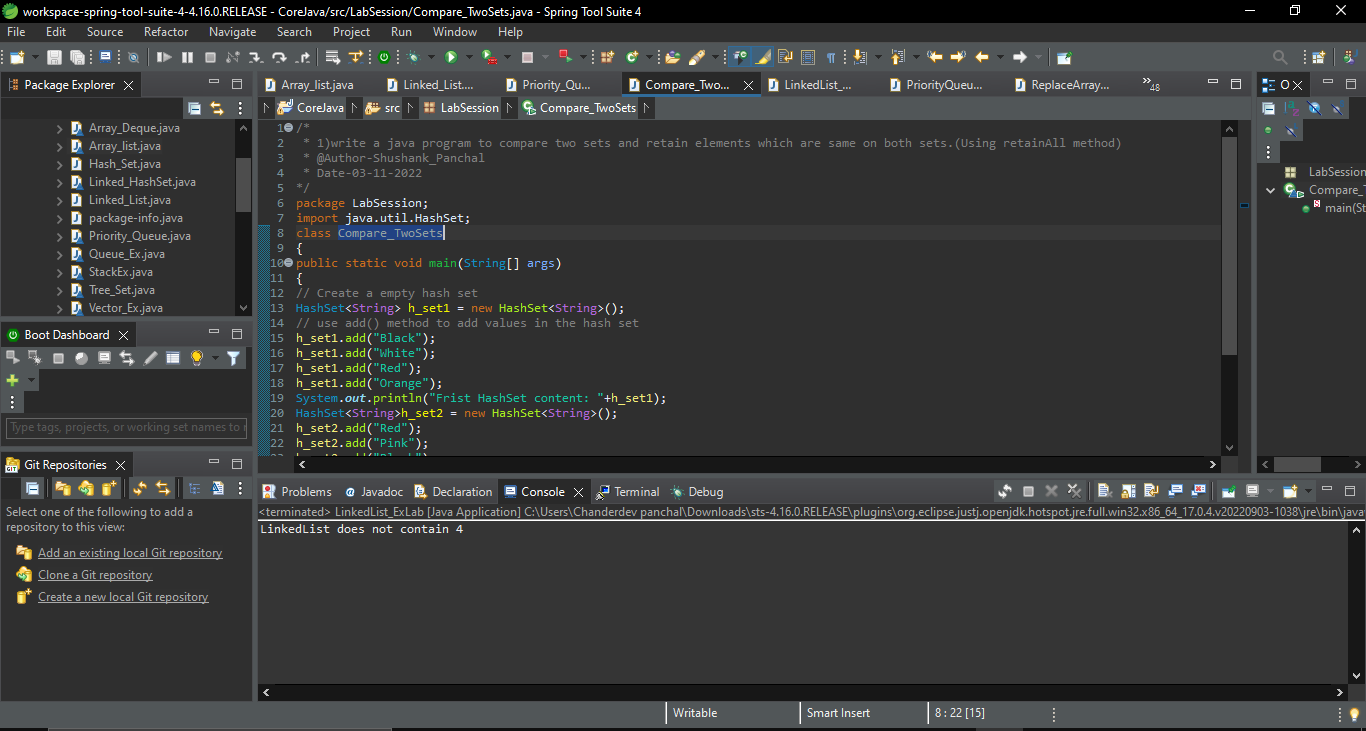 workspace-spring-tool-suite-4-4.16.0.RELEASE - CoreJava/src/LabSession/Compare_TwoSets.java - Spring Tool Suite 4
File Edit Source Refactor Navigate Search Project Run Window Help
Package Explorer
Array_Deque.java
Array_list.java
Hash_Set.java
Linked_HashSet.java
Linked_List.java
package-info.java
Priority_Queue.java
Queue_Ex.java
StackEx.java
Tree_Set.java
Vector_Ex.java
Boot Dashboard
Type tags, projects, or working set names to
Git Repositories
Select one of the following to add a
repository to this view:
Add an existing local Git repository
Clone a Git repository
Create a new local Git repository
Array_list.java Linked_List.... Priority_Qu... Compare_Two... LinkedList_... PriorityQueu... ReplaceArray... »48
CoreJava src LabSession Compare_TwoSets
1 /*
2 * 1)write a java program to compare two sets and retain elements which are same on both sets.(Using retainAll method)
3 * @Author-Shushank_Panchal
4 * Date-03-11-2022
5 */
6 package LabSession;
7 import java.util.HashSet;
8 class Compare_TwoSets
9 {
10 public static void main(String[] args)
11 {
12 // Create a empty hash set
13 HashSet<String> h_set1 = new HashSet<String>();
14 // use add() method to add values in the hash set
15 h_set1.add("Black");
16 h_set1.add("White");
17 h_set1.add("Red");
18 h_set1.add("Orange");
19 System.out.println("Frist HashSet content: "+h_set1);
20 HashSet<String>h_set2 = new HashSet<String>();
21 h_set2.add("Red");
22 h_set2.add("Pink");
O
LabSession
Compare_
main(St
Problems @ Javadoc Declaration Console Terminal Debug
<terminated> LinkedList_ExLab [Java Application] C:\Users\Chanderdev panchal\Downloads\sts-4.16.0.RELEASE\plugins\org.eclipse.justj.openjdk.hotspot.jre.full.win32.x86_64_17.0.4.v20220903-1038\jre\bin\java
LinkedList does not contain 4
Writable Smart Insert 8 : 22 [15]